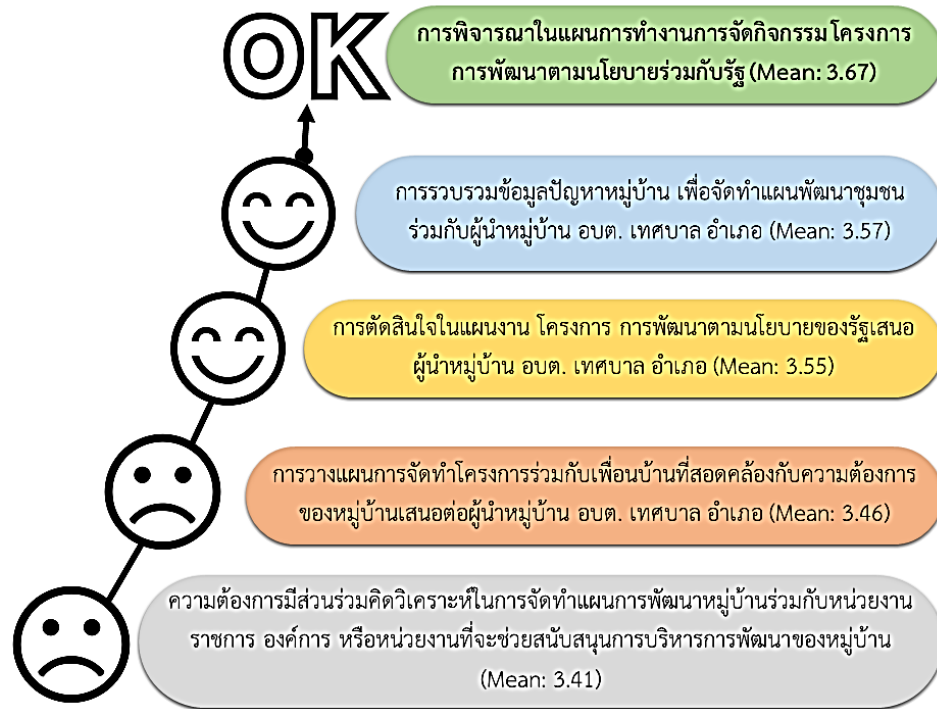 OK
การพิจารณาในแผนการทำงานการจัดกิจกรรม โครงการ
การพัฒนาตามนโยบายร่วมกับรัฐ (Mean: 3.67)
การรวบรวมข้อมูลปัญหาหมู่บ้าน เพื่อจัดทำแผนพัฒนาชุมชน
ร่วมกับผู้นำหมู่บ้าน อบต. เทศบาล อำเภอ (Mean: 3.57)
การตัดสินใจในแผนงาน โครงการ การพัฒนาตามนโยบายของรัฐเสนอ
ผู้นำหมู่บ้าน อบต. เทศบาล อำเภอ (Mean: 3.55)
การวางแผนการจัดทำโครงการร่วมกับเพื่อนบ้านที่สอดคล้องกับความต้องการ
ของหมู่บ้านเสนอต่อผู้นำหมู่บ้าน อบต. เทศบาล อำเภอ (Mean: 3.46)
ความต้องการมีส่วนร่วมคิดวิเคราะห์ในการจัดทำแผนการพัฒนาหมู่บ้านร่วมกับหน่วยงาน
ราชการ องค์การ หรือหน่วยงานที่จะช่วยสนับสนุนการบริหารการพัฒนาของหมู่บ้าน
(Mean: 3.41)